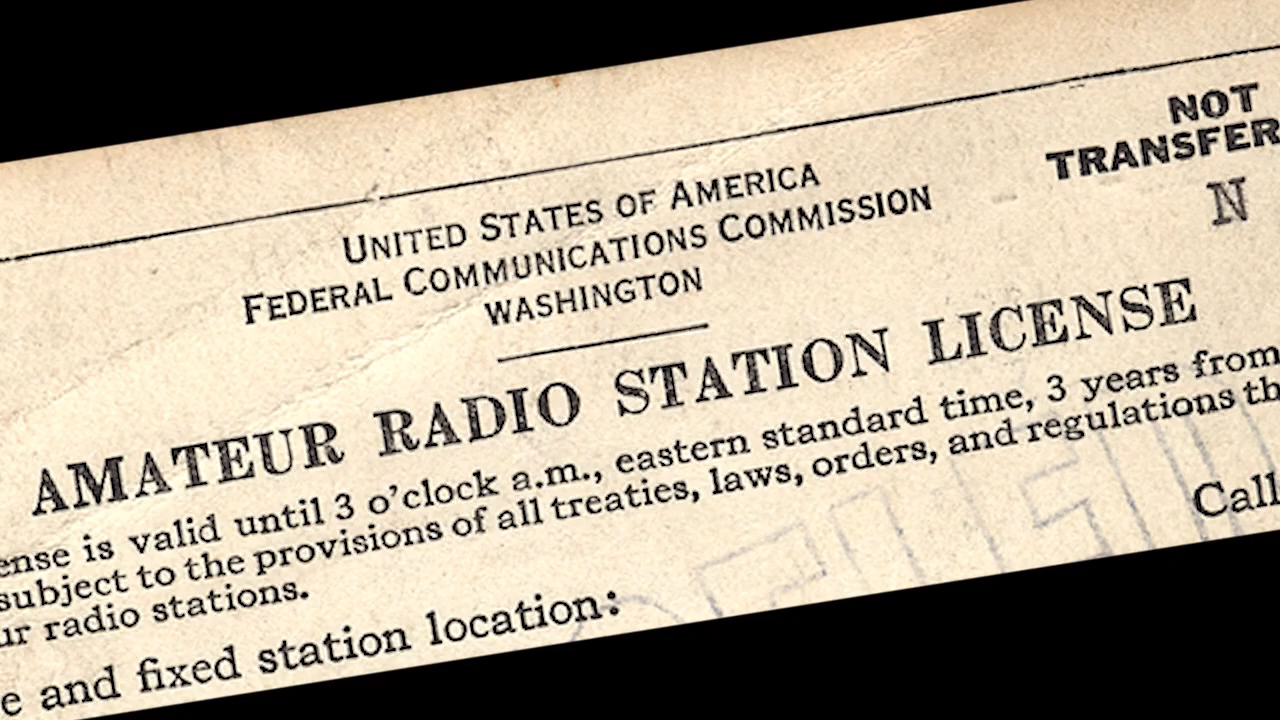 NOT
TRANSFER
N
UNITED STATES OF AMERICA
FEDERAL COMMUNICATIONS COMMISSION
WASHINGTON
AMATEUR RADIO STATION LICENSE
ense is valid until 3 o'clock a.m., eastern standard time, 3 years from
subject to the provisions of all treaties, laws, orders, and regulations th
ur radio stations.
Call
e and fixed station location: